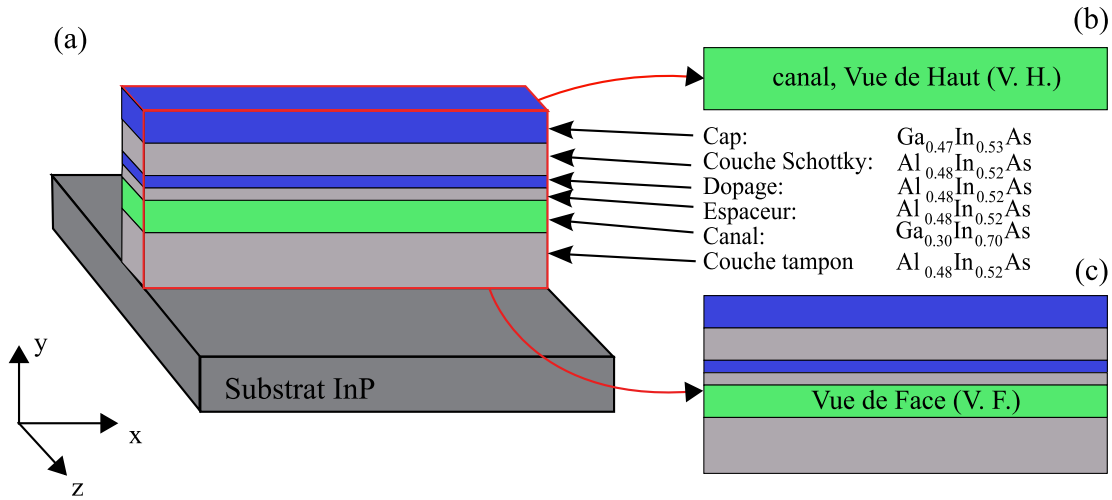 (a)
(b)
canal, Vue de Haut (V. H.)
Cap: Ga0.47In0.53As
Couche Schottky: Al0.48In0.52As
Dopage: Al0.48In0.52As
Espaceur: Al0.48In0.52As
Canal: Ga0.30In0.70As
Couche tampon Al0.48In0.52As
(c)
Vue de Face (V. F.)
Substrat InP
y
x
z